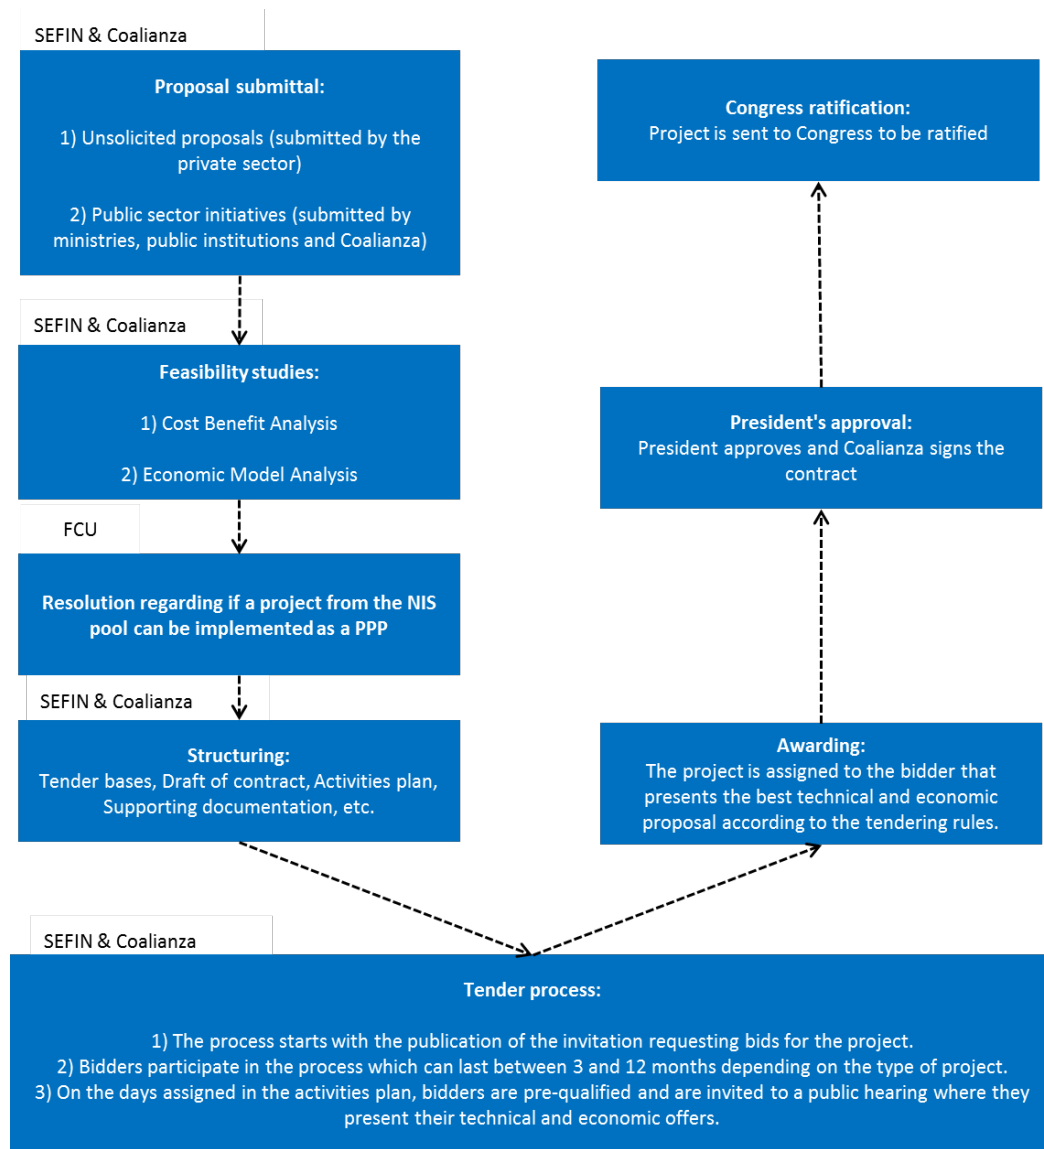 SEFIN & Coalianza
Proposal submittal:
1) Unsolicited proposals (submitted by the
private sector)
2) Public sector initiatives (submitted by
ministries, public institutions and Coalianza)
SEFIN & Coalianza
Feasibility studies:
1) Cost Benefit Analysis
2) Economic Model Analysis
FCU
Resolution regarding if a project from the NIS
pool can be implemented as a PPP
SEFIN & Coalianza
Structuring:
Tender bases, Draft of contract, Activities plan,
Supporting documentation, etc.
SEFIN & Coalianza
Tender process:
1) The process starts with the publication of the invitation requesting bids for the project.
2) Bidders participate in the process which can last between 3 and 12 months depending on the type of project.
3) On the days assigned in the activities plan, bidders are pre-qualified and are invited to a public hearing where they
present their technical and economic offers.
Awarding:
The project is assigned to the bidder that
presents the best technical and economic
proposal according to the tendering rules.
President's approval:
President approves and Coalianza signs the
contract
Congress ratification:
Project is sent to Congress to be ratified